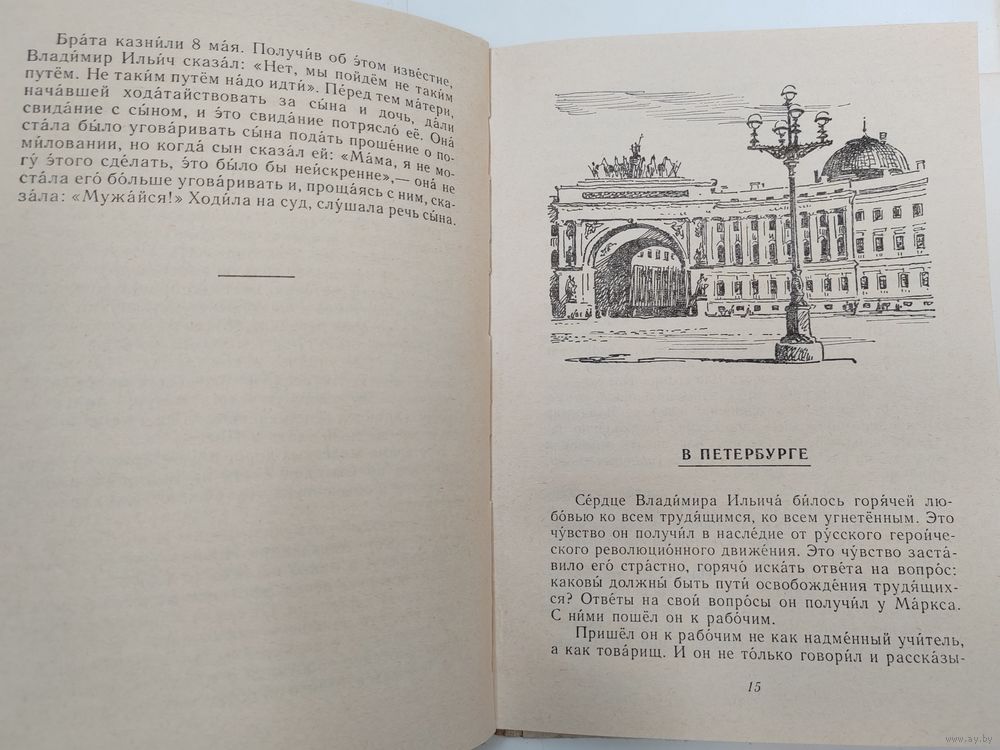 Бра́та казни́ли 8 ма́я. Получи́в об э́том изве́стие,
Влади́мир Ильи́ч сказа́л: «Нет, мы пойдём не таки́м
путём. Не таки́м путём на́до идти́». Пе́ред тем ма́тери,
нача́вшей хода́тайствовать за сы́на и дочь, да́ли
свида́ние с сы́ном, и э́то свида́ние потрясло́ её. Она́
ста́ла бы́ло угова́ривать сы́на пода́ть проше́ние о по-
ми́ловании, но когда́ сын сказа́л ей: «Ма́ма, я не мо-
гу́ э́того сде́лать, э́то бы́ло бы неи́скренне»,— она́ не
ста́ла его́ бо́льше угова́ривать и, проща́ясь с ним, ска-
за́ла: «Мужа́йся!» Ходи́ла на суд, слу́шала речь сы́на.
В ПЕТЕРБУРГЕ
Се́рдце Влади́мира Ильича́ би́лось горя́чей лю-
бо́вью ко всем трудя́щимся, ко всем угнетённым. Это
чу́вство он получи́л в насле́дие от ру́сского герои́че-
ского революцио́нного движе́ния. Это чу́вство заста́-
вило его́ стра́стно, горячо́ иска́ть отве́та на вопро́с:
каковы́ должны́ быть пути́ освобожде́ния трудя́щих-
ся? Отве́ты на свои́ вопро́сы он получи́л у Ма́ркса.
С ни́ми пошёл он к рабо́чим.
Пришёл он к рабо́чим не как надме́нный учи́тель,
а как това́рищ. И он не то́лько говори́л и расска́зы-
15
www.ay.by